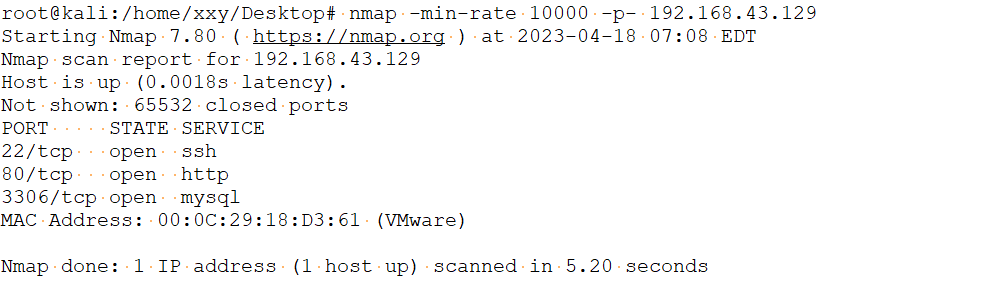 root@kali:/home/xxy/Desktop# nmap -min-rate 10000 -p- 192.168.43.129
Starting Nmap 7.80 ( https://nmap.org ) at 2023-04-18 07:08 EDT
Nmap scan report for 192.168.43.129
Host is up (0.0018s latency).
Not shown: 65532 closed ports
PORT     STATE SERVICE
22/tcp   open  ssh
80/tcp   open  http
3306/tcp open  mysql
MAC Address: 00:0C:29:18:D3:61 (VMware)

Nmap done: 1 IP address (1 host up) scanned in 5.20 seconds